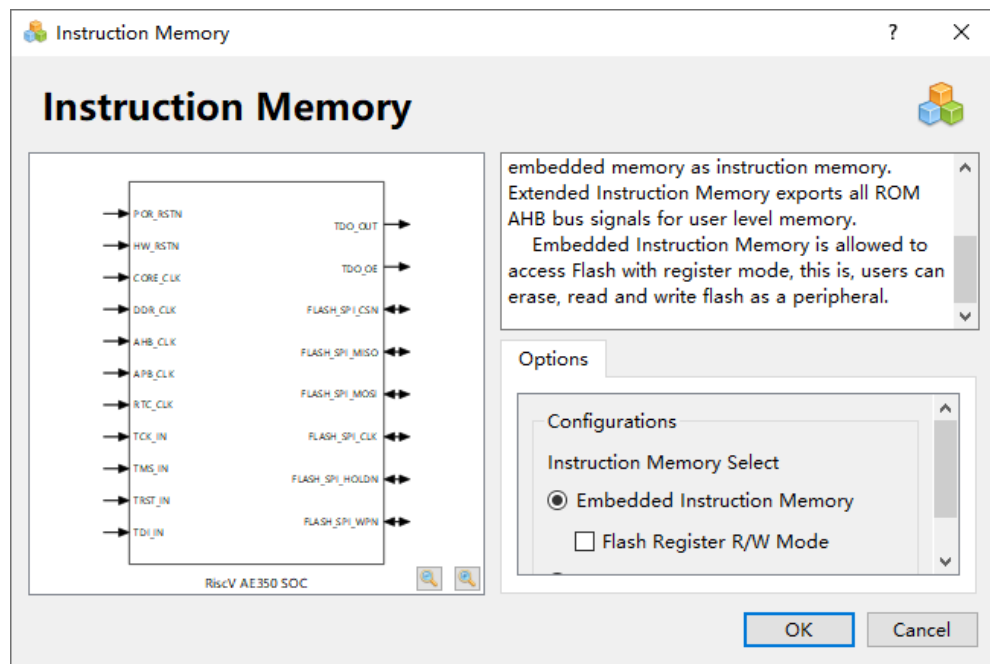 Instruction Memory
?
Instruction Memory
POR_RSTN
HW_RSTN
CORE_CLK
DDR_CLK
AHB_CLK
APB_CLK
RTC_CLK
TCK_IN
TMS_IN
TRST_IN
TDI_IN
TDO_OUT
TDO_OE
FLASH_SPI_CSN
FLASH_SPI_MISO
FLASH_SPI_MOSI
FLASH_SPI_CLK
FLASH_SPI_HOLDN
FLASH_SPI_WPN
RiscV AE350 SOC
embedded memory as instruction memory.
Extended Instruction Memory exports all ROM
AHB bus signals for user level memory.
Embedded Instruction Memory is allowed to
access Flash with register mode, this is, users can
erase, read and write flash as a peripheral.
Options
Configurations
Instruction Memory Select
Embedded Instruction Memory
Flash Register R/W Mode
OK
Cancel